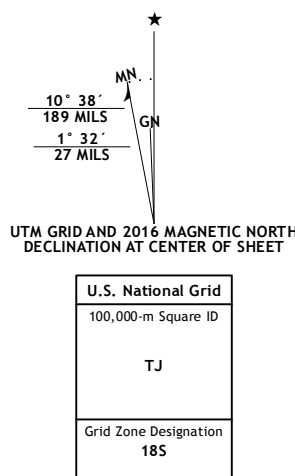 MN
GN
10° 38´
189 MILS
1° 32´
27 MILS
UTM GRID AND 2016 MAGNETIC NORTH
DECLINATION AT CENTER OF SHEET
U.S. National Grid
100,000-m Square ID
TJ
Grid Zone Designation
18S